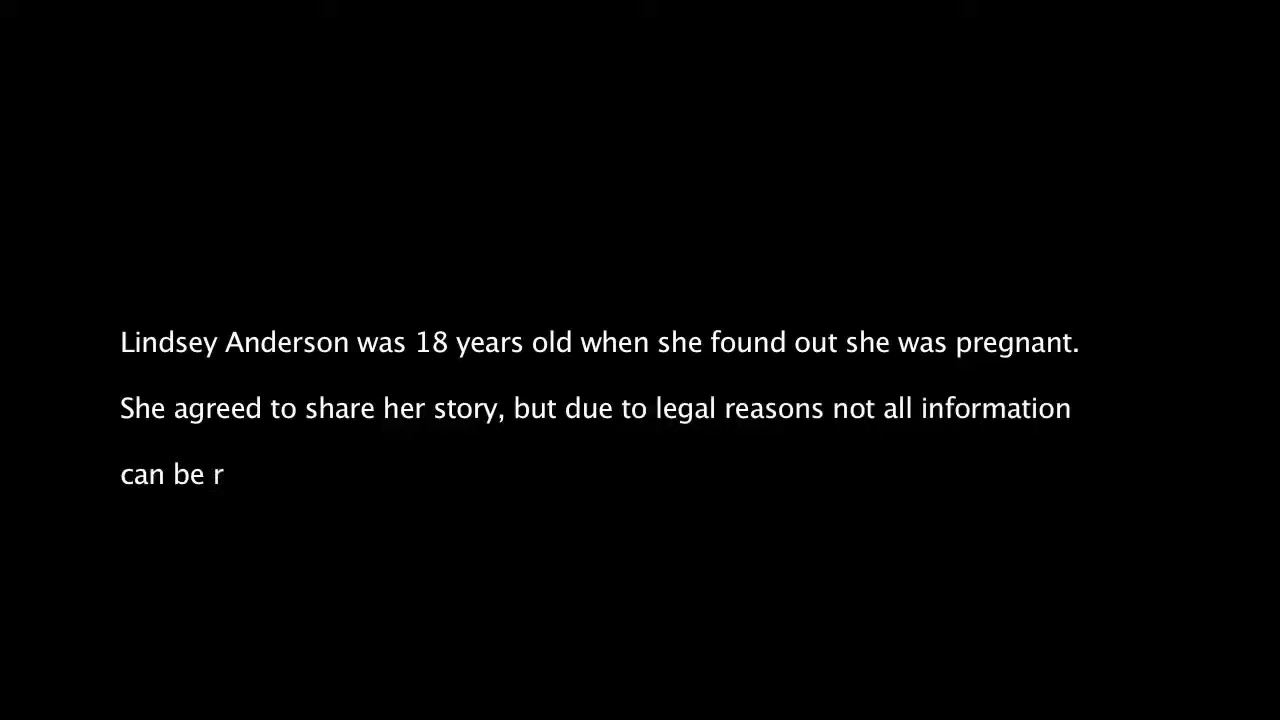 Lindsey Anderson was 18 years old when she found out she was pregnant.
She agreed to share her story, but due to legal reasons not all information
can be r